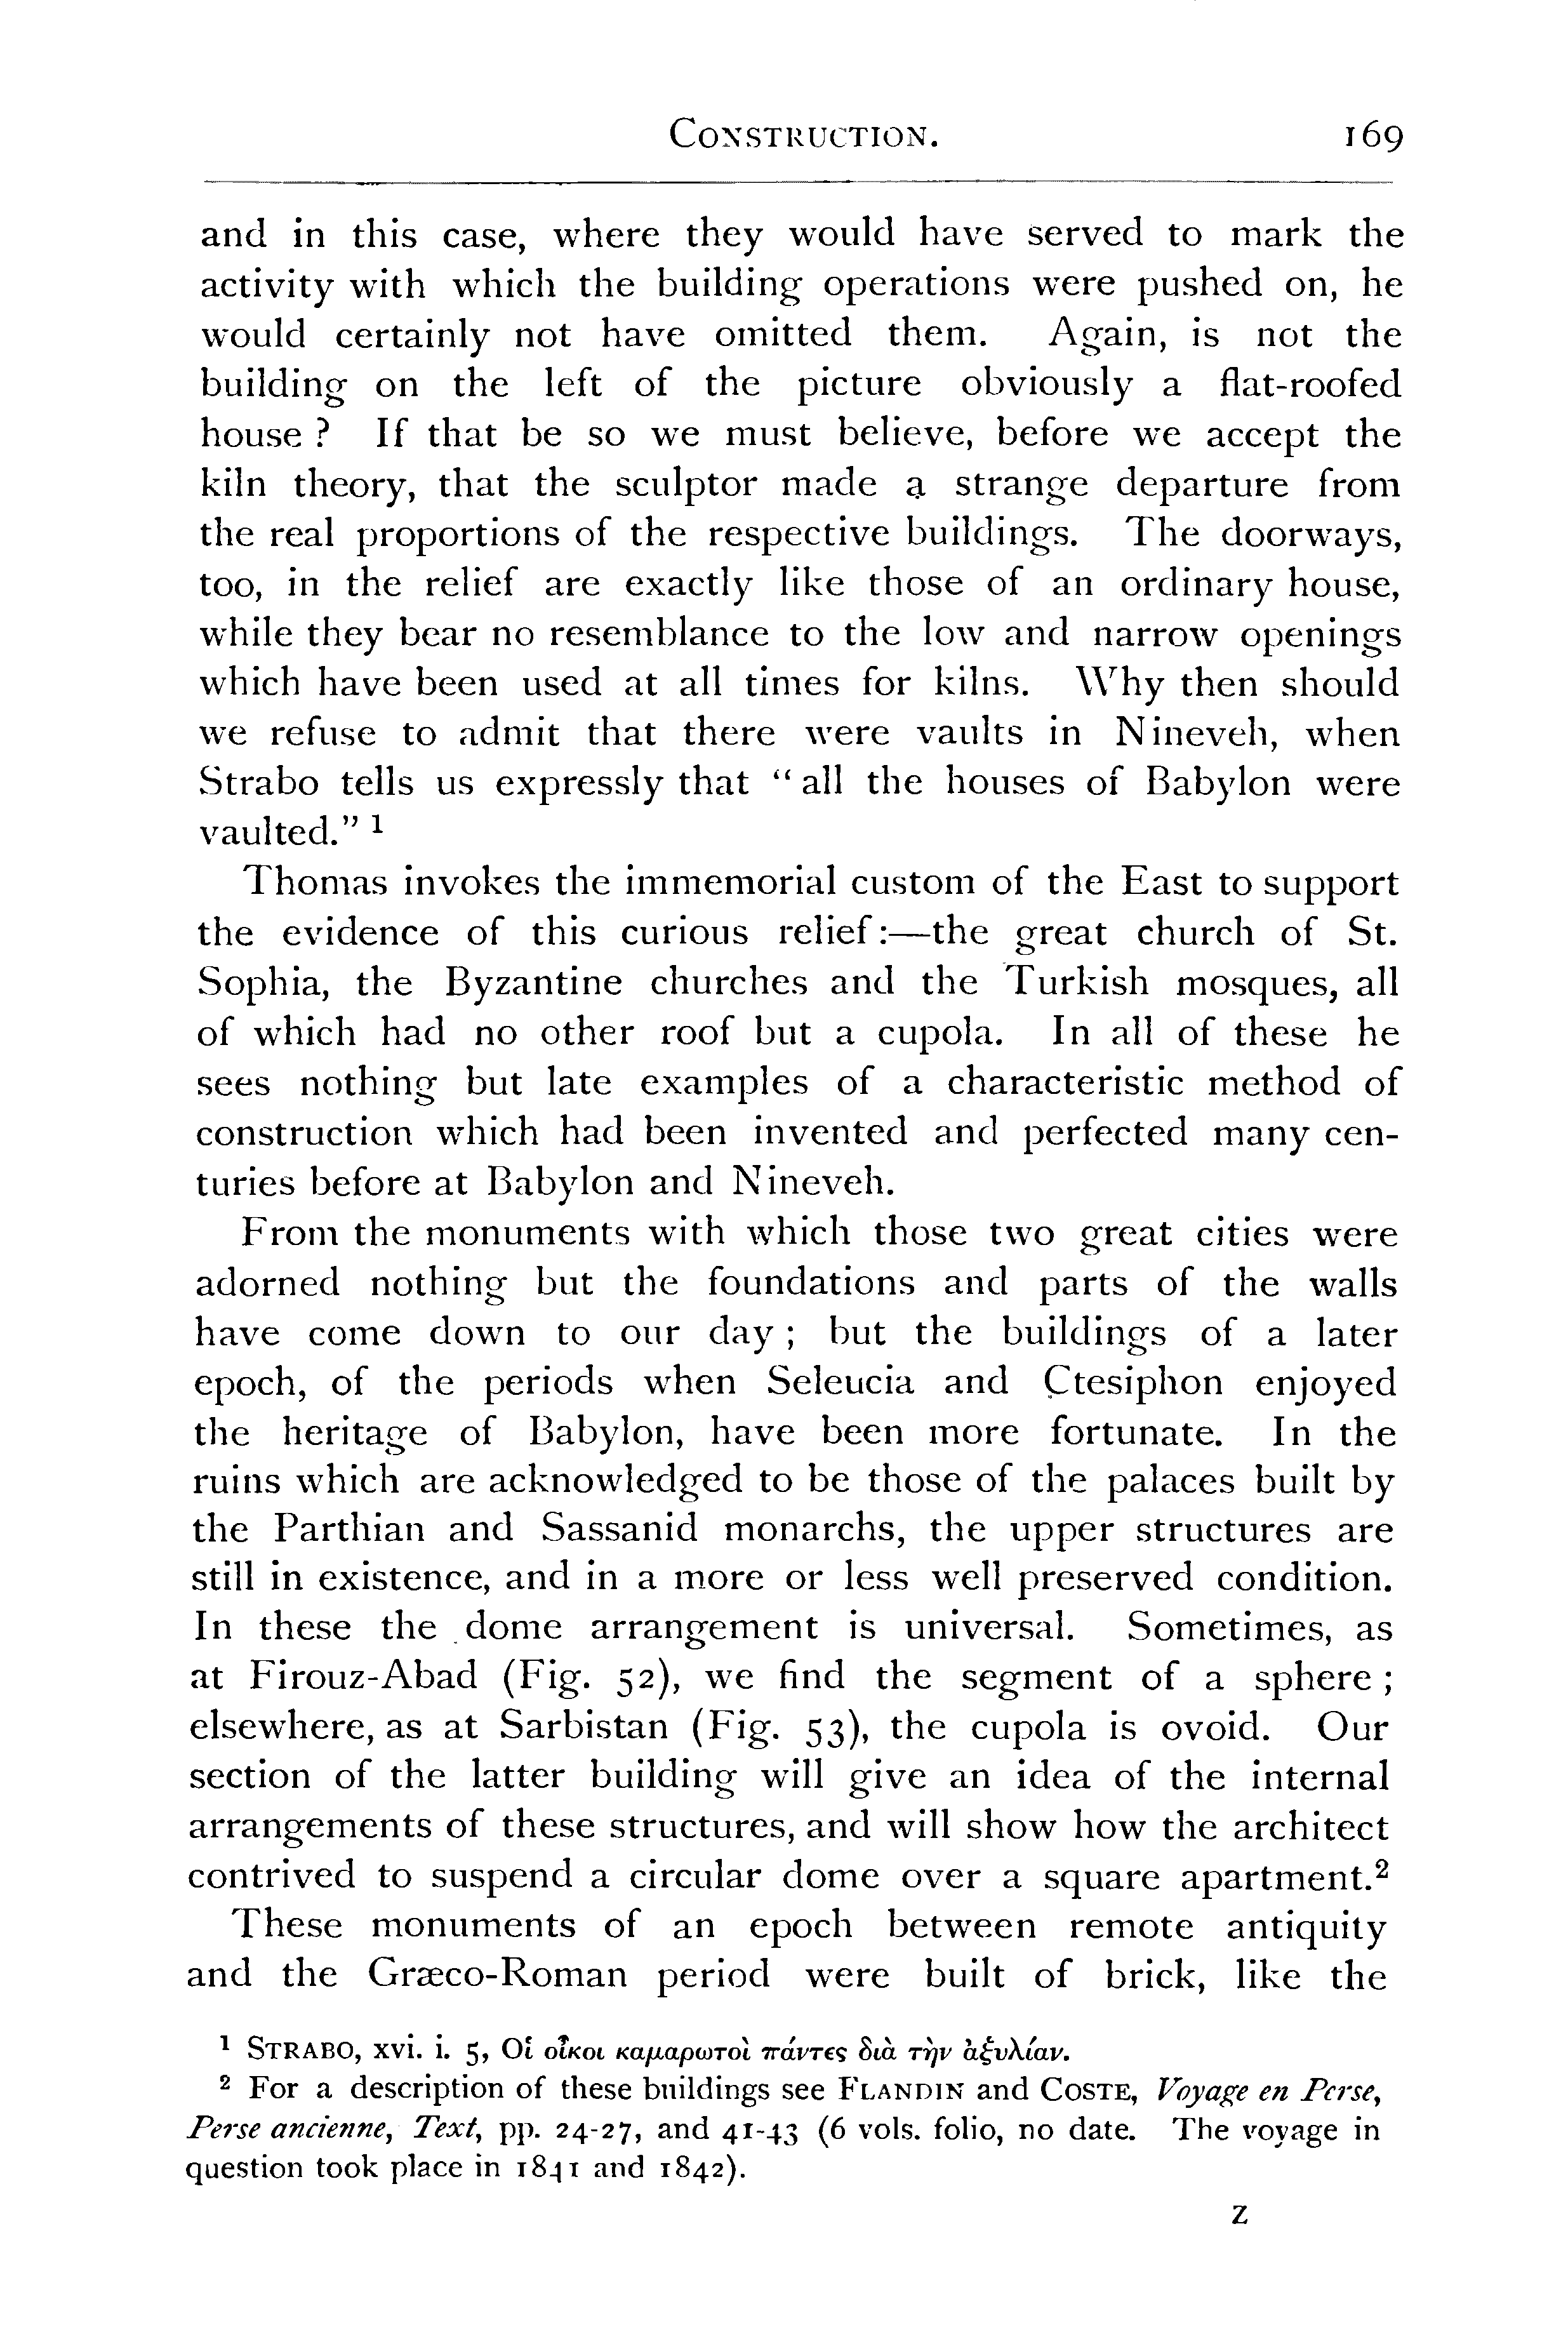 CONSTRUCTION. 169
and in this case, where they would have served to mark the
activity with which the building operations were pushed on, he
would certainly not have omitted them. Again, is not the
building on the left of the picture obviously a flat-roofed
house ? If that be so we must believe, before we accept the
kiln theory, that the sculptor made a strange departure from
the real proportions of the respective buildings. The doorways,
too, in the relief are exactly like those of an ordinary house,
while they bear no resemblance to the low and narrow openings
which have been used at all times for kilns. Why then should
we refuse to admit that there were vaults in Nineveh, when
Strabo tells us expressly that “ all the houses of Babylon were
vaulted.” 1
Thomas invokes the immemorial custom of the East to support
the evidence of this curious relief :—the great church of St.
Sophia, the Byzantine churches and the Turkish mosques, all
of which had no other roof but a cupola. In all of these he
sees nothing but late examples of a characteristic method of
construction which had been invented and perfected many cen-
turies before at Babylon and Nineveh.
From the monuments with which those two great cities were
adorned nothing but the foundations and parts of the walls
have come down to our day ; but the buildings of a later
epoch, of the periods when Seleucia and Ctesiphon enjoyed
the heritage of Babylon, have been more fortunate. In the
ruins which are acknowledged to be those of the palaces built by
the Parthian and Sassanid monarchs, the upper structures are
still in existence, and in a more or less well preserved condition.
In these the dome arrangement is universal. Sometimes, as
at Firouz-Abad (Fig. 52), we find the segment of a sphere ;
elsewhere, as at Sarbistan (Fig. 53), the cupola is ovoid. Our
section of the latter building will give an idea of the internal
arrangements of these structures, and will show how the architect
contrived to suspend a circular dome over a square apartment.2
These monuments of an epoch between remote antiquity
and the Græco-Roman period were built of brick, like the
1 STRABO, xvi. i. 5, Οἱ οἶκοι καμαρωτοὶ πάντες διὰ τὴν ἀξυλίαν.
2 For a description of these buildings see FLANDIN and COSTE, Voyage en Perse,
Perse ancienne, Text, pp. 24-27, and 41-43 (6 vols. folio, no date. The voyage in
question took place in 1841 and 1842).
Z